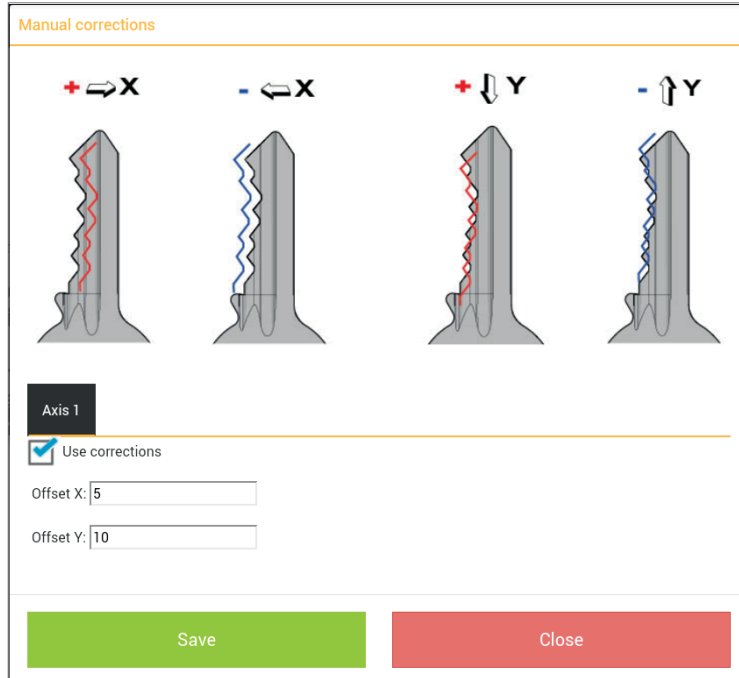 Manual corrections
+ X - X + Y - Y
Axis 1
Use corrections
Offset X: 5
Offset Y: 10
Save Close